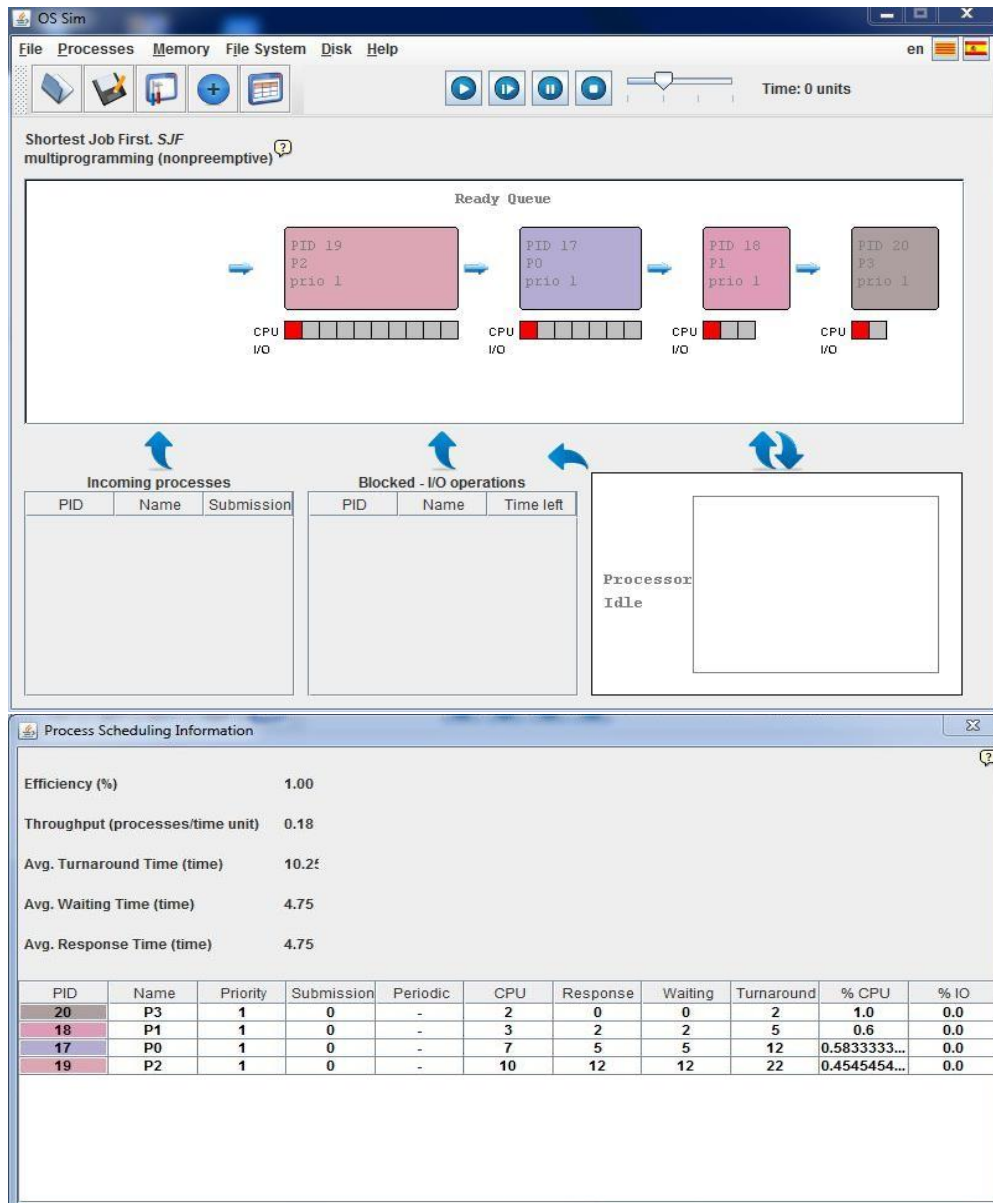 OS Sim
File Processes Memory File System Disk Help en
Time: 0 units
Shortest Job First. SJF
multiprogramming (nonpreemptive)
Ready Queue
PID 19 PID 17 PID 18 PID 20
P2 P0 P1 P3
prio 1 prio 1 prio 1 prio 1
CPU CPU CPU CPU
I/O I/O I/O I/O
Incoming processes Blocked - I/O operations
PID Name Submission PID Name Time left
Processor
Idle
Process Scheduling Information
Efficiency (%) 1.00
Throughput (processes/time unit) 0.18
Avg. Turnaround Time (time) 10.25
Avg. Waiting Time (time) 4.75
Avg. Response Time (time) 4.75
PID Name Priority Submission Periodic CPU Response Waiting Turnaround % CPU % IO
20 P3 1 0 - 2 0 0 2 1.0 0.0
18 P1 1 0 - 3 2 2 5 0.6 0.0
17 P0 1 0 - 7 5 5 12 0.5833333... 0.0
19 P2 1 0 - 10 12 12 22 0.4545454... 0.0